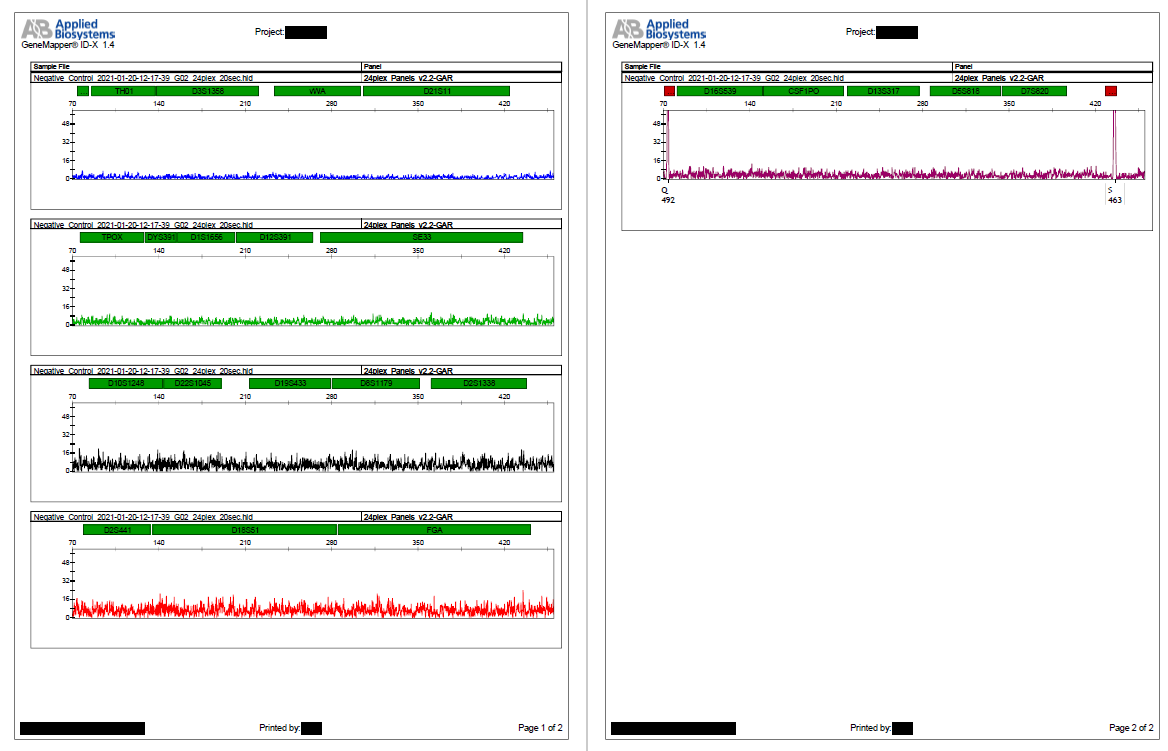 AB Applied
Biosystems
GeneMapper® ID-X 1.4
Project:
Sample File Panel
Negative_Control_2021-01-20-12-17-39_G02_24plex_20sec.hid 24plex_Panels_v2.2-GAR
TH01 D3S1358 vWA D21S11
70 140 210 280 350 420
48
32
16
0
Negative_Control_2021-01-20-12-17-39_G02_24plex_20sec.hid 24plex_Panels_v2.2-GAR
TPOX DYS391 D1S1656 D12S391 SE33
70 140 210 280 350 420
48
32
16
0
Negative_Control_2021-01-20-12-17-39_G02_24plex_20sec.hid 24plex_Panels_v2.2-GAR
D10S1248 D22S1045 D19S433 D8S1179 D2S1338
70 140 210 280 350 420
48
32
16
0
Negative_Control_2021-01-20-12-17-39_G02_24plex_20sec.hid 24plex_Panels_v2.2-GAR
D2S441 D18S51 FGA
70 140 210 280 350 420
48
32
16
0
Printed by: Page 1 of 2
AB Applied
Biosystems
GeneMapper® ID-X 1.4
Project:
Sample File Panel
Negative_Control_2021-01-20-12-17-39_G02_24plex_20sec.hid 24plex_Panels_v2.2-GAR
D16S539 CSF1PO D13S317 D5S818 D7S820
70 140 210 280 350 420
48
32
16
0
Q S
492 463
Printed by: Page 2 of 2